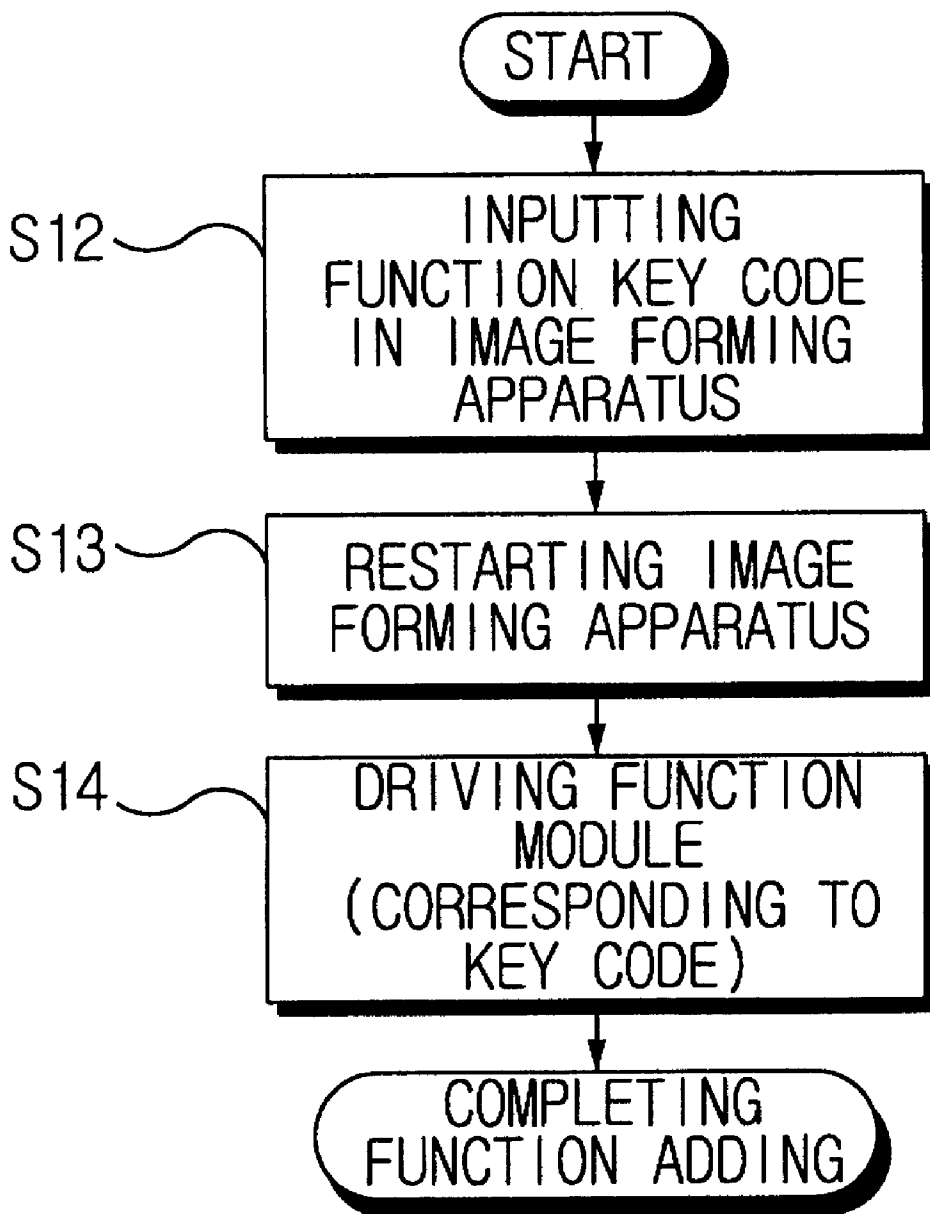 START
S12
INPUTTING
FUNCTION KEY CODE
IN IMAGE FORMING
APPARATUS
S13
RESTARTING IMAGE
FORMING APPARATUS
S14
DRIVING FUNCTION
MODULE
(CORRESPONDING TO
KEY CODE)
COMPLETING
FUNCTION ADDING